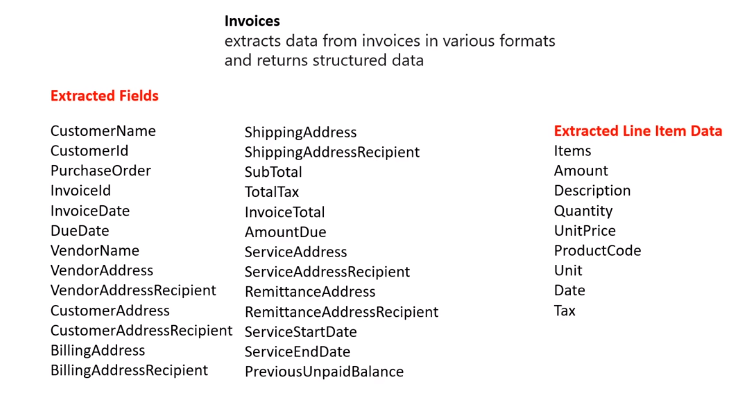 Invoices
extracts data from invoices in various formats
and returns structured data
Extracted Fields
CustomerName
CustomerId
PurchaseOrder
InvoiceId
InvoiceDate
DueDate
VendorName
VendorAddress
VendorAddressRecipient
CustomerAddress
CustomerAddressRecipient
BillingAddress
BillingAddressRecipient
ShippingAddress
ShippingAddressRecipient
SubTotal
TotalTax
InvoiceTotal
AmountDue
ServiceAddress
ServiceAddressRecipient
RemittanceAddress
RemittanceAddressRecipient
ServiceStartDate
ServiceEndDate
PreviousUnpaidBalance
Extracted Line Item Data
Items
Amount
Description
Quantity
UnitPrice
ProductCode
Unit
Date
Tax